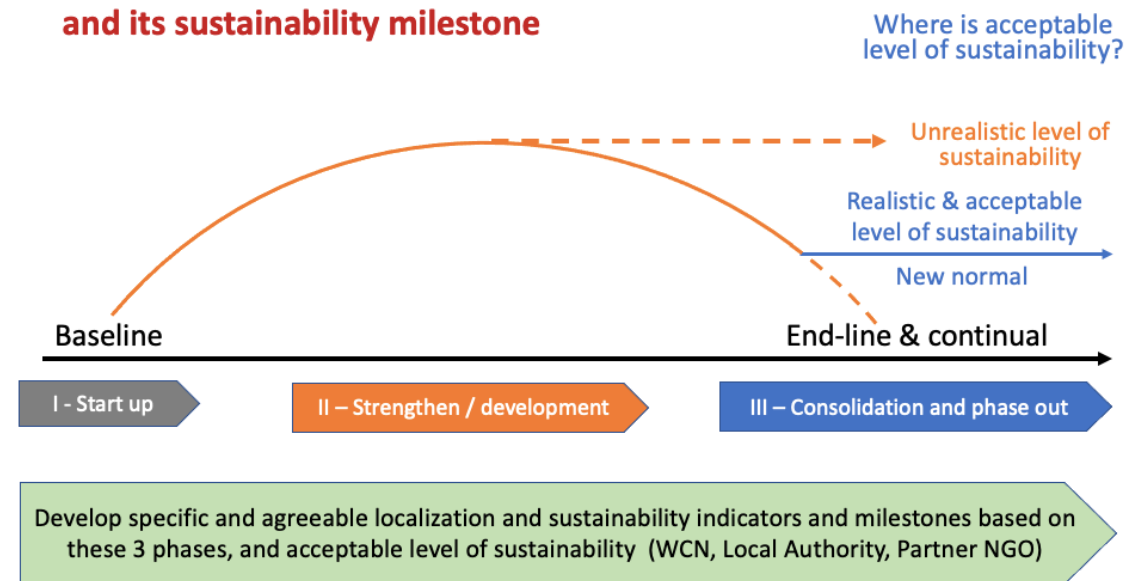 and its sustainability milestone
Where is acceptable
level of sustainability?
Unrealistic level of
sustainability
Realistic & acceptable
level of sustainability
New normal
Baseline
End-line & continual
I - Start up
II – Strengthen / development
III – Consolidation and phase out
Develop specific and agreeable localization and sustainability indicators and milestones based on
these 3 phases, and acceptable level of sustainability (WCN, Local Authority, Partner NGO)